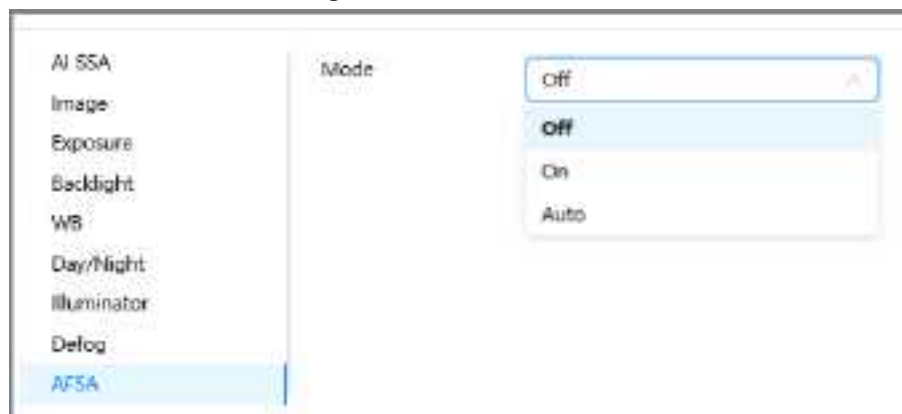 AI SSA
Image
Exposure
Backlight
WB
Day/Night
Illuminator
Defog
AFSA
Mode
Off
Off
On
Auto